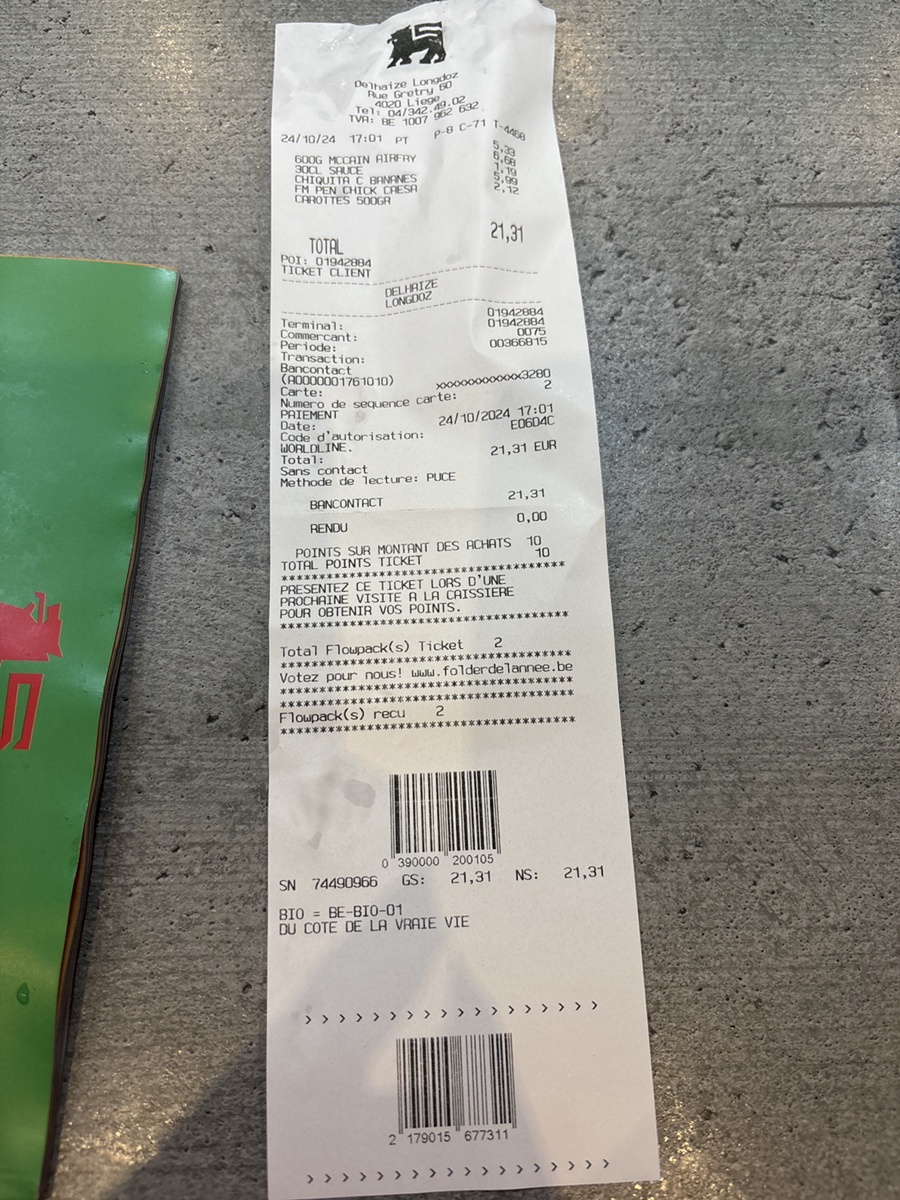 Delhaize Longdoz
Rue Gretry 60
4020 Liege
Tel: 04/342.49.02
TVA: BE 1007 962 632
24/10/24 17:01 PT P-8 C-71 T-4468
600G MCCAIN AIRFRY 5,33
30CL SAUCE 6,68
CHIQUITA C BANANES 1,19
FM PEN CHICK CAESA 5,99
CAROTTES 500GR 2,12
TOTAL 21,31
POI: 01942884
TICKET CLIENT
DELHAIZE
LONGDOZ
Terminal: 01942884
Commercant: 01942884
Periode: 0075
Transaction: 00366815
Bancontact
(A0000001761010)
Carte: xxxxxxxxxxxxx3280
Numero de sequence carte: 2
PAIEMENT
Date: 24/10/2024 17:01
Code d'autorisation: E06D4C
WORLDLINE.
Total: 21,31 EUR
Sans contact
Methode de lecture: PUCE
BANCONTACT 21,31
RENDU 0,00
POINTS SUR MONTANT DES ACHATS 10
TOTAL POINTS TICKET 10
************************************
PRESENTEZ CE TICKET LORS D'UNE
PROCHAINE VISITE A LA CAISSIERE
POUR OBTENIR VOS POINTS.
************************************
Total Flowpack(s) Ticket 2
************************************
Votez pour nous! www.folderdelannee.be
************************************
************************************
Flowpack(s) recu 2
************************************
0 390000 200105
SN 74490966 GS: 21,31 NS: 21,31
BIO = BE-BIO-01
DU COTE DE LA VRAIE VIE
> > > > > > > > > > > > > > > > > >
2 179015 677311
> > > > > > > > > > > > > > > > > >